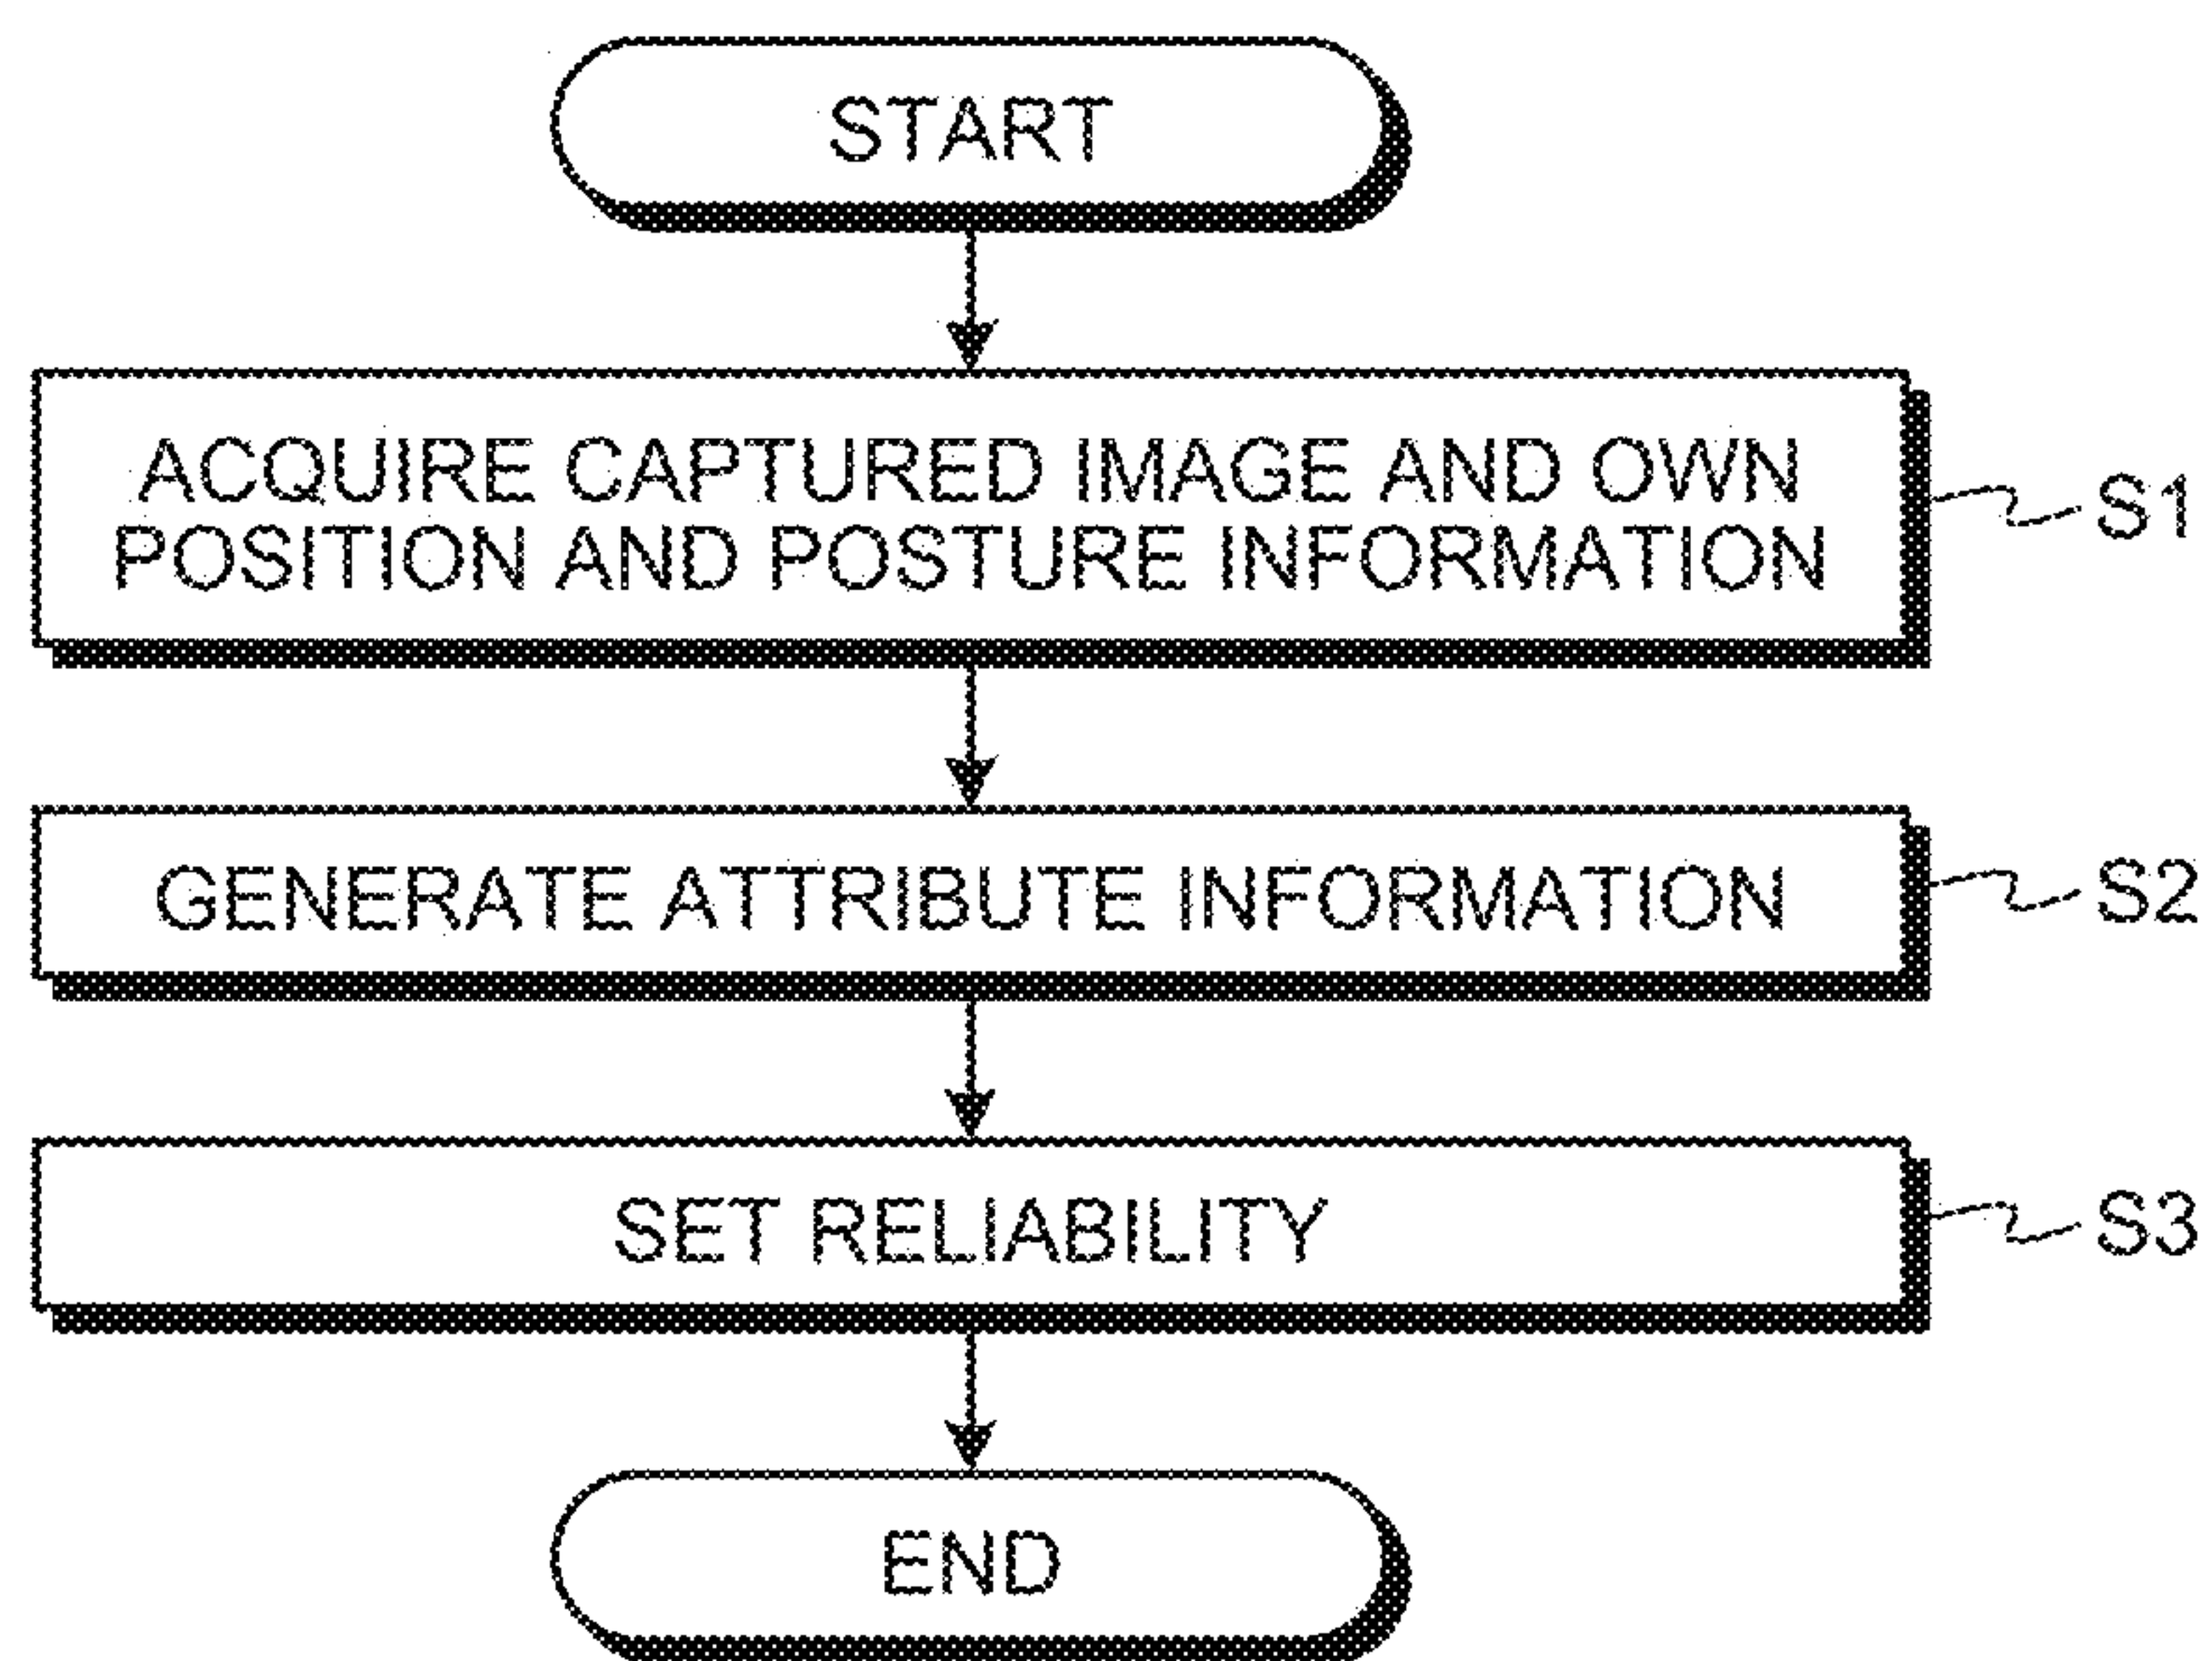 START
ACQUIRE CAPTURED IMAGE AND OWN
POSITION AND POSTURE INFORMATION
S1
GENERATE ATTRIBUTE INFORMATION
S2
SET RELIABILITY
S3
END